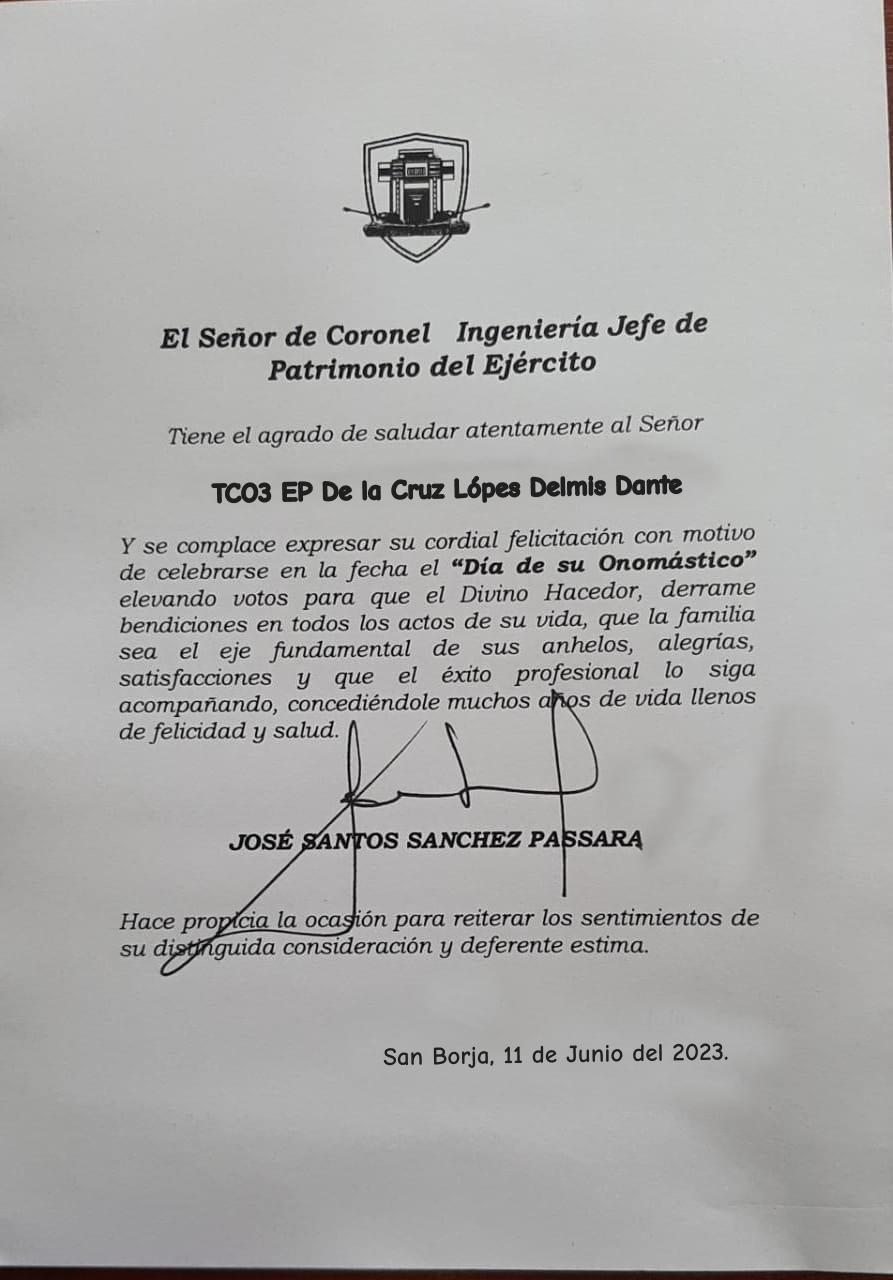 El Señor de Coronel Ingeniería Jefe de
Patrimonio del Ejército
Tiene el agrado de saludar atentamente al Señor
TCO3 EP De la Cruz Lópes Delmis Dante
Y se complace expresar su cordial felicitación con motivo
de celebrarse en la fecha el “Día de su Onomástico”
elevando votos para que el Divino Hacedor, derrame
bendiciones en todos los actos de su vida, que la familia
sea el eje fundamental de sus anhelos, alegrías,
satisfacciones y que el éxito profesional lo siga
acompañando, concediéndole muchos años de vida llenos
de felicidad y salud.
JOSÉ SANTOS SANCHEZ PASSARA
Hace propicia la ocasión para reiterar los sentimientos de
su distinguida consideración y deferente estima.
San Borja, 11 de Junio del 2023.